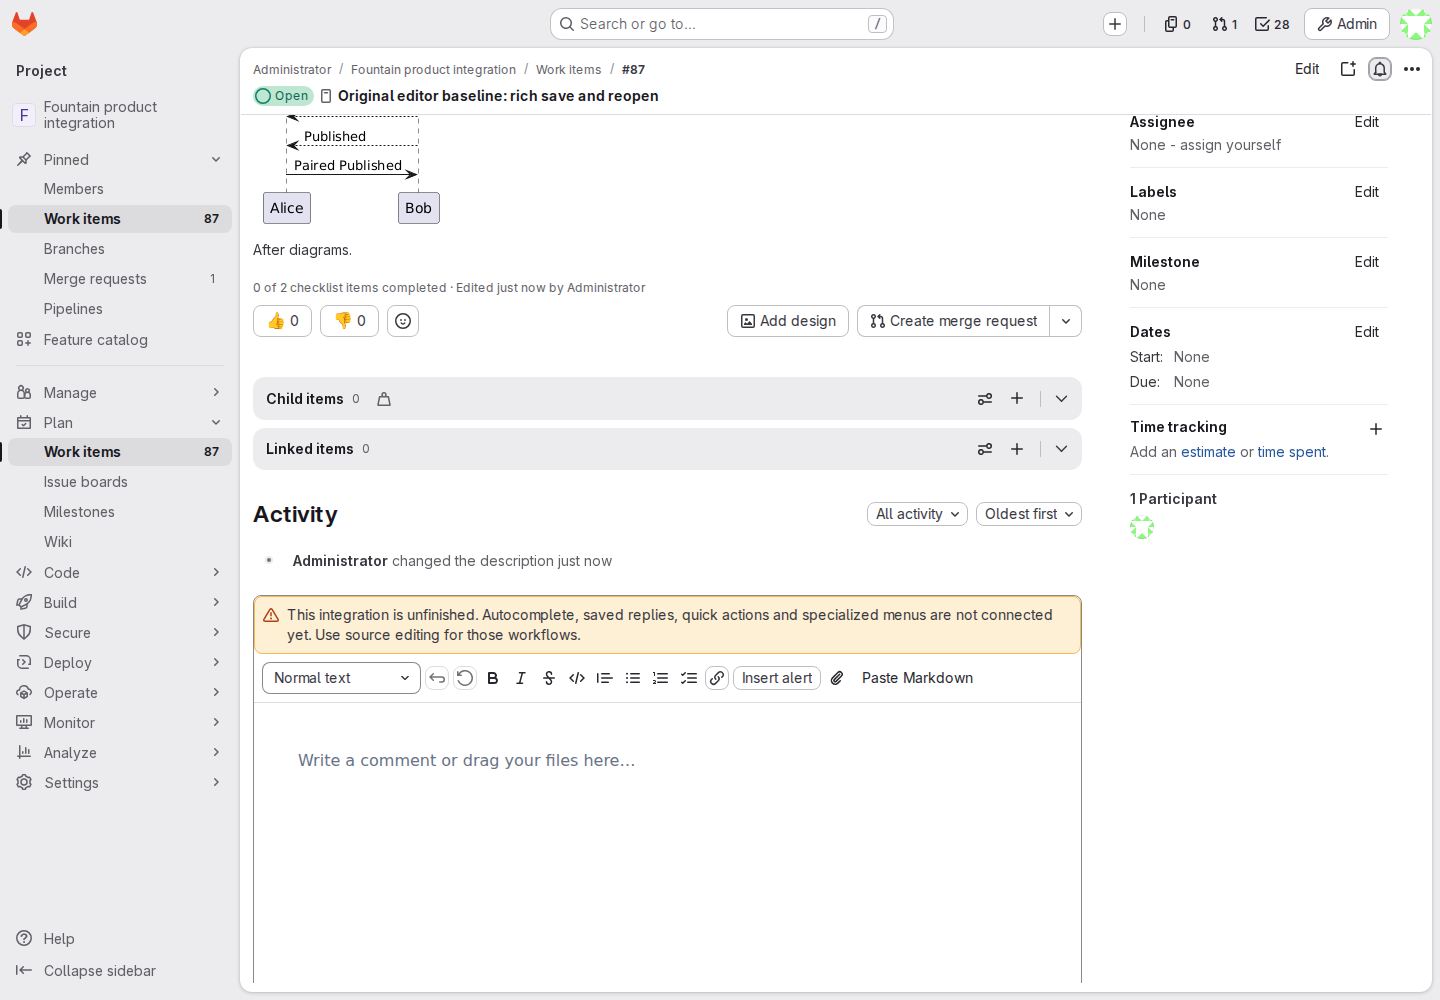 Search or go to...
/
0
1
28
Admin
Project
F
Fountain product
integration
Pinned
Members
Work items
87
Branches
Merge requests
1
Pipelines
Feature catalog
Manage
Plan
Work items
87
Issue boards
Milestones
Wiki
Code
Build
Secure
Deploy
Operate
Monitor
Analyze
Settings
Help
Collapse sidebar
Administrator / Fountain product integration / Work items / #87
Edit
Open
Original editor baseline: rich save and reopen
Published
Paired Published
Alice
Bob
After diagrams.
0 of 2 checklist items completed · Edited just now by Administrator
👍 0
👎 0
Add design
Create merge request
Child items 0
Linked items 0
Activity
All activity
Oldest first
Administrator changed the description just now
This integration is unfinished. Autocomplete, saved replies, quick actions and specialized menus are not connected
yet. Use source editing for those workflows.
Normal text
Insert alert
Paste Markdown
Write a comment or drag your files here...
Assignee
Edit
None - assign yourself
Labels
Edit
None
Milestone
Edit
None
Dates
Edit
Start: None
Due: None
Time tracking
Add an estimate or time spent.
1 Participant